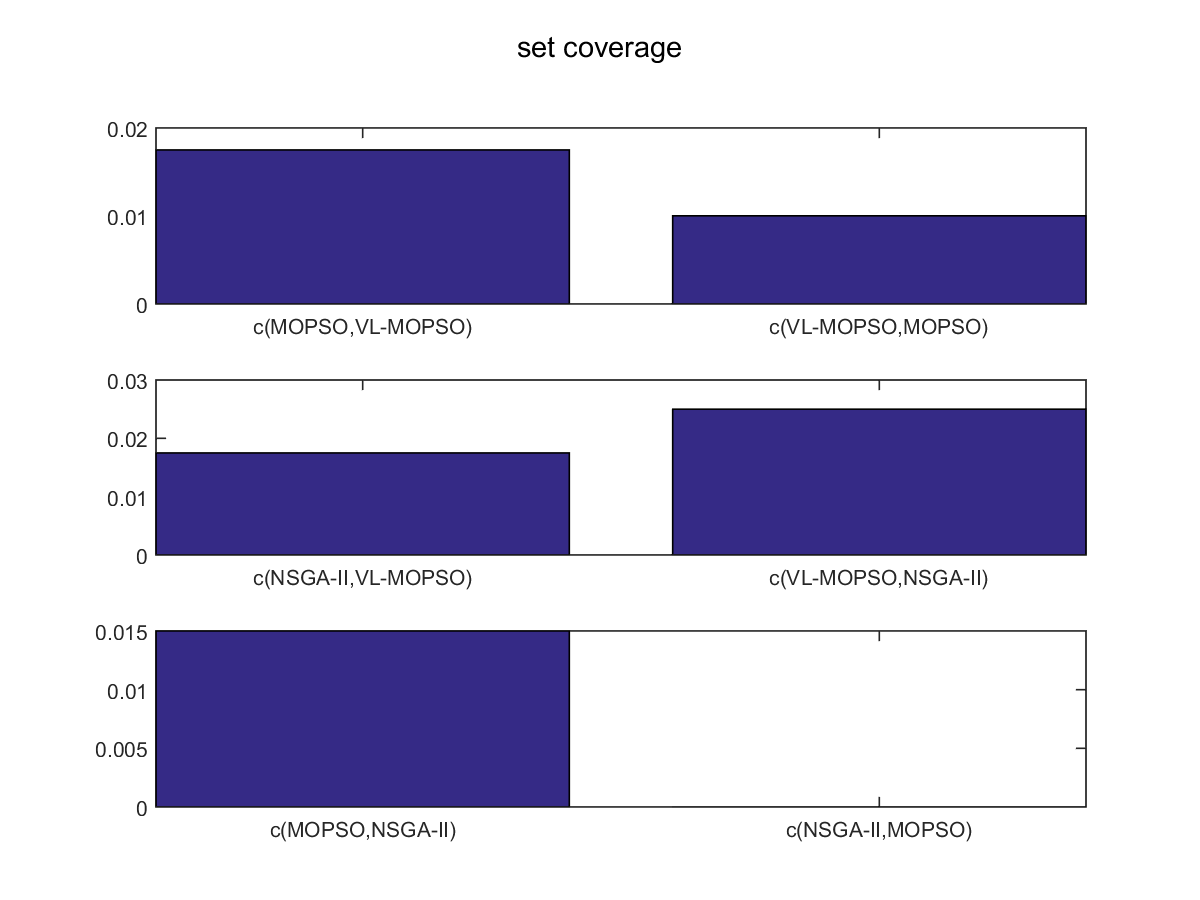 set coverage
0.02
0.01
0
c(MOPSO,VL-MOPSO) c(VL-MOPSO,MOPSO)
0.03
0.02
0.01
0
c(NSGA-II,VL-MOPSO) c(VL-MOPSO,NSGA-II)
0.015
0.01
0.005
0
c(MOPSO,NSGA-II) c(NSGA-II,MOPSO)